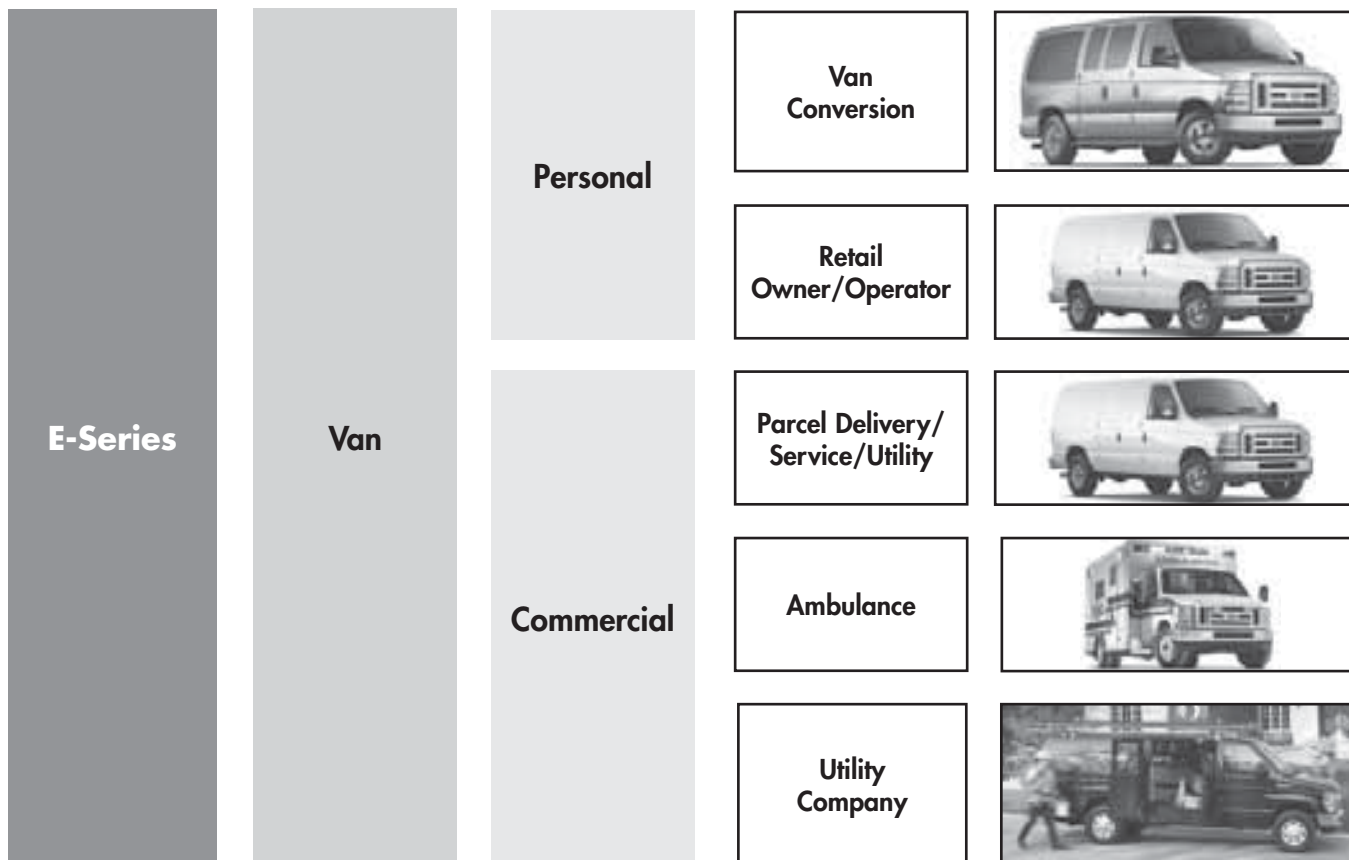 E-Series
Van
Personal
Commercial
Van
Conversion
Retail
Owner/Operator
Parcel Delivery/
Service/Utility
Ambulance
Utility
Company